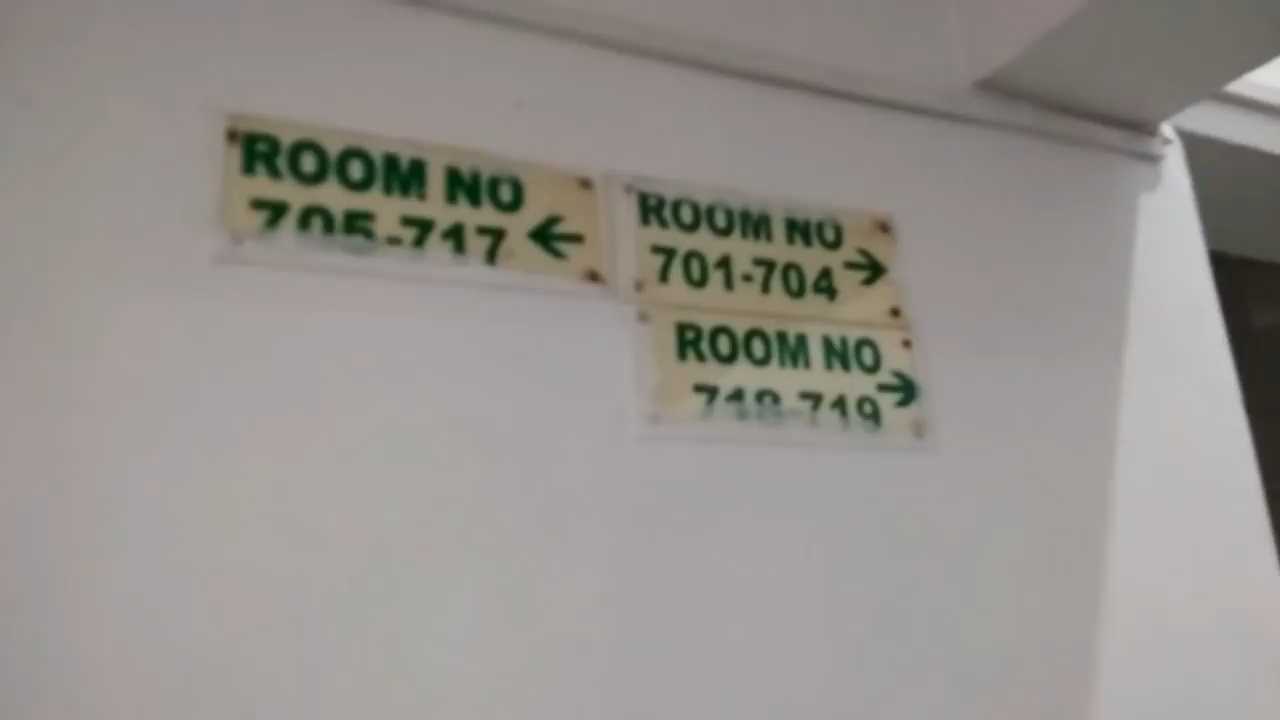 ROOM NO
705-717 ←
ROOM NO
701-704 →
ROOM NO
718-719 →